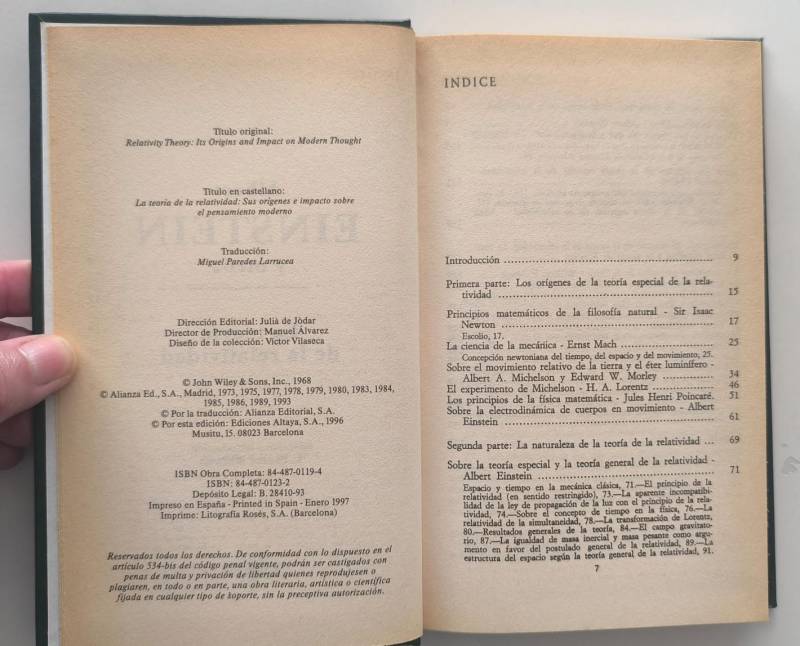 Título original:
Relativity Theory: Its Origins and Impact on Modern Thought
Título en castellano:
La teoría de la relatividad: Sus orígenes e impacto sobre
el pensamiento moderno
Traducción:
Miguel Paredes Larrucea
Dirección Editorial: Julià de Jòdar
Director de Producción: Manuel Álvarez
Diseño de la colección: Víctor Vilaseca
© John Wiley & Sons, Inc., 1968
© Alianza Ed., S.A., Madrid, 1973, 1975, 1977, 1978, 1979, 1980, 1983, 1984,
1985, 1986, 1989, 1993
© Por la traducción: Alianza Editorial, S.A.
© Por esta edición: Ediciones Altaya, S.A., 1996
Musitu, 15. 08023 Barcelona
ISBN Obra Completa: 84-487-0119-4
ISBN: 84-487-0123-2
Depósito Legal: B. 28410-93
Impreso en España - Printed in Spain - Enero 1997
Imprime: Litografía Rosés, S.A. (Barcelona)
Reservados todos los derechos. De conformidad con lo dispuesto en el
artículo 534-bis del código penal vigente, podrán ser castigados con
penas de multa y privación de libertad quienes reprodujesen o
plagiaren, en todo o en parte, una obra literaria, artística o científica
fijada en cualquier tipo de soporte, sin la preceptiva autorización.
INDICE
Introducción ... 9
Primera parte: Los orígenes de la teoría especial de la rela-
tividad ... 15
Principios matemáticos de la filosofía natural - Sir Isaac
Newton ... 17
Escolio, 17.
La ciencia de la mecánica - Ernst Mach ... 25
Concepción newtoniana del tiempo, del espacio y del movimiento, 25.
Sobre el movimiento relativo de la tierra y el éter luminífero -
Albert A. Michelson y Edward W. Morley ... 34
El experimento de Michelson - H. A. Lorentz ... 46
Los principios de la física matemática - Jules Henri Poincaré. 51
Sobre la electrodinámica de cuerpos en movimiento - Albert
Einstein ... 61
Segunda parte: La naturaleza de la teoría de la relatividad ... 69
Sobre la teoría especial y la teoría general de la relatividad -
Albert Einstein ... 71
Espacio y tiempo en la mecánica clásica, 71.—El principio de la
relatividad (en sentido restringido), 73.—La aparente incompatibi-
lidad de la ley de propagación de la luz con el principio de la rela-
tividad, 74.—Sobre el concepto de tiempo en la física, 76.—La
relatividad de la simultaneidad, 78.—La transformación de Lorentz,
80.—Resultados generales de la teoría, 84.—El campo gravitato-
rio, 87.—La igualdad de masa inercial y masa pesante como argu-
mento en favor del postulado general de la relatividad, 89.—La
estructura del espacio según la teoría general de la relatividad, 91.
7